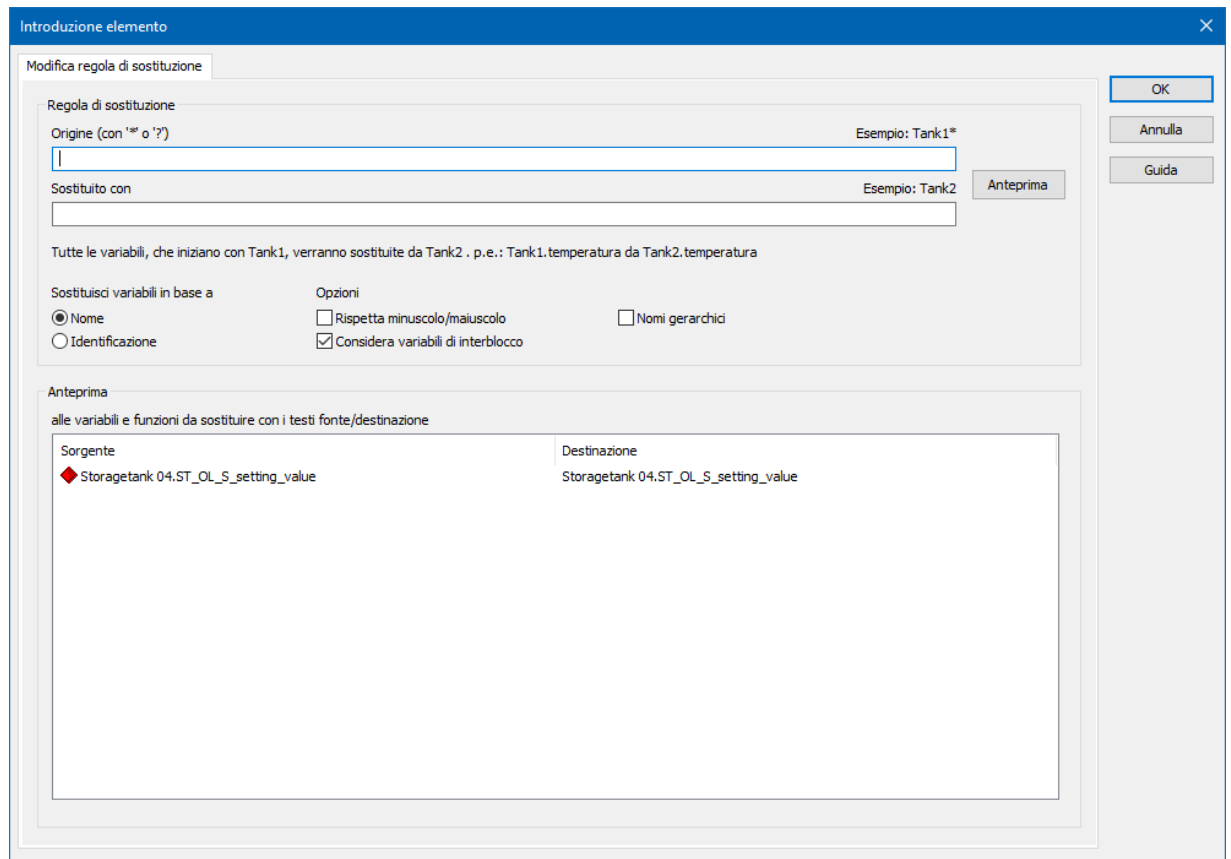 Introduzione elemento
Modifica regola di sostituzione
OK
Annulla
Guida
Regola di sostituzione
Origine (con '*' o '?') Esempio: Tank1*
Sostituito con Esempio: Tank2
Anteprima
Tutte le variabili, che iniziano con Tank1, verranno sostituite da Tank2 . p.e.: Tank1.temperatura da Tank2.temperatura
Sostituisci variabili in base a Opzioni
Nome Rispetta minuscolo/maiuscolo Nomi gerarchici
Identificazione Considera variabili di interblocco
Anteprima
alle variabili e funzioni da sostituire con i testi fonte/destinazione
Sorgente Destinazione
Storagetank 04.ST_OL_S_setting_value Storagetank 04.ST_OL_S_setting_value